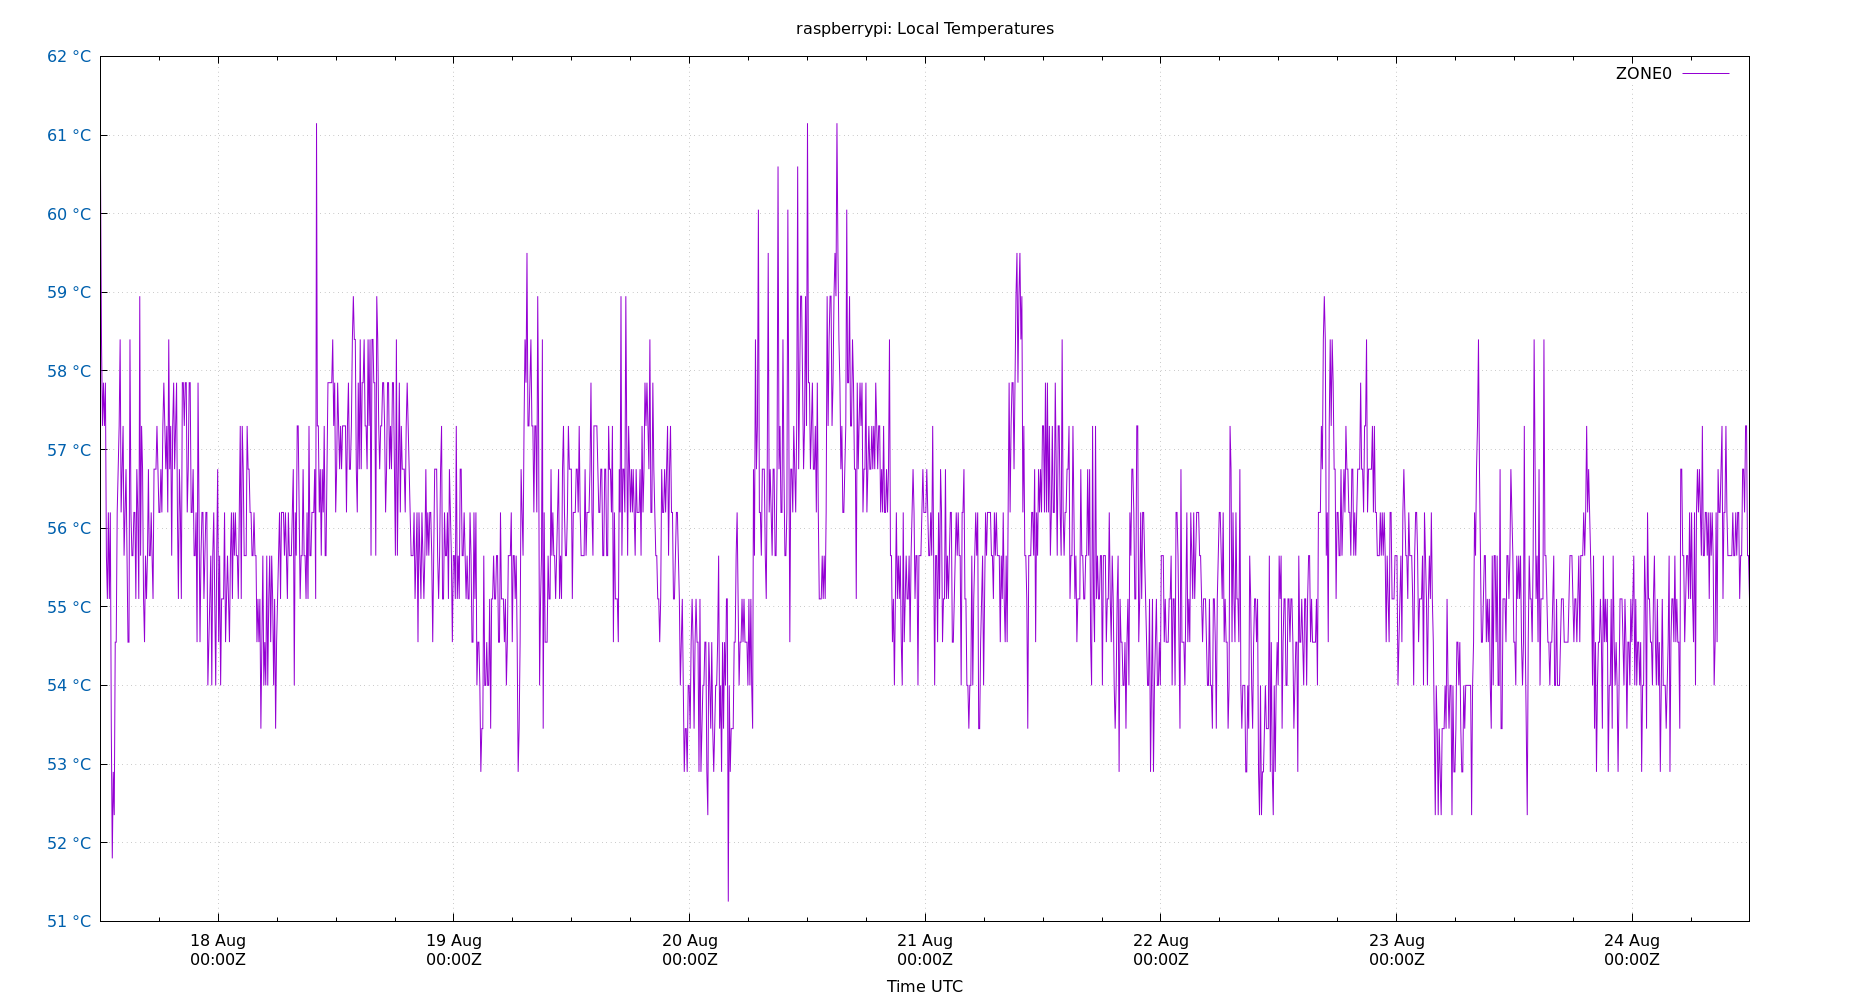 raspberrypi: Local Temperatures
ZONE0
62 °C
61 °C
60 °C
59 °C
58 °C
57 °C
56 °C
55 °C
54 °C
53 °C
52 °C
51 °C
18 Aug 19 Aug 20 Aug 21 Aug 22 Aug 23 Aug 24 Aug
00:00Z 00:00Z 00:00Z 00:00Z 00:00Z 00:00Z 00:00Z
Time UTC